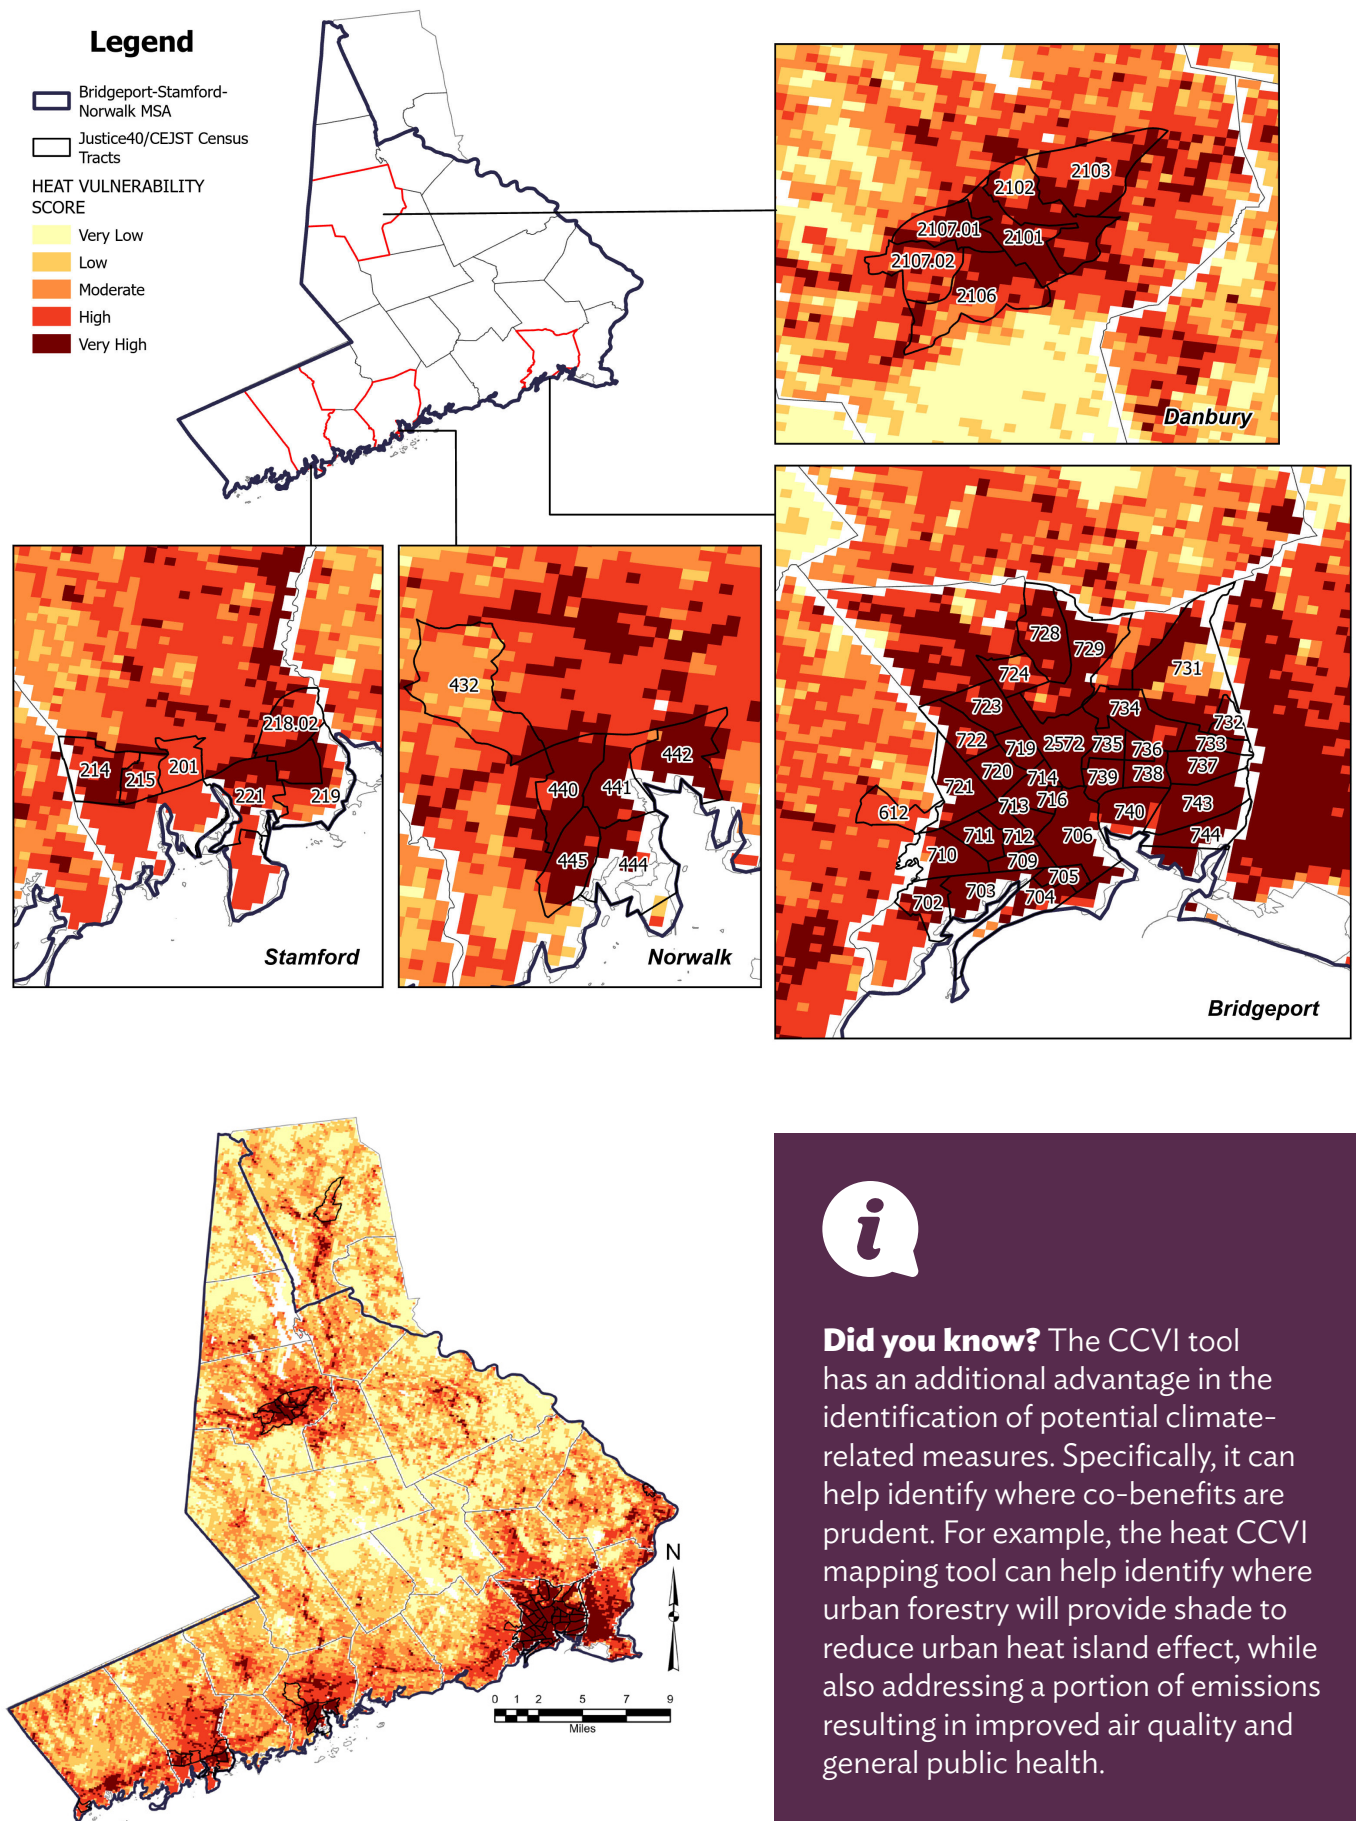 Legend
Bridgeport-Stamford-
Norwalk MSA
Justice40/CEJST Census
Tracts
HEAT VULNERABILITY
SCORE
Very Low
Low
Moderate
High
Very High
2103
2102
2107.01
2101
2107.02
2106
Danbury
218.02
214
215
201
221
219
Stamford
432
442
440
441
445
444
Norwalk
728
729
731
724
723
734
732
722
719
2572
735
736
733
720
714
739
738
737
721
713
716
743
612
740
711
712
706
744
710
709
705
703
704
702
Bridgeport
N
0 1 2 5 7 9
Miles
Did you know? The CCVI tool
has an additional advantage in the
identification of potential climate-
related measures. Specifically, it can
help identify where co-benefits are
prudent. For example, the heat CCVI
mapping tool can help identify where
urban forestry will provide shade to
reduce urban heat island effect, while
also addressing a portion of emissions
resulting in improved air quality and
general public health.